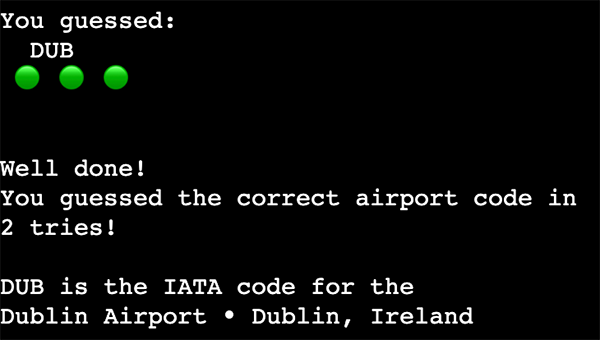 You guessed:
DUB
Well done!
You guessed the correct airport code in
2 tries!
DUB is the IATA code for the
Dublin Airport • Dublin, Ireland